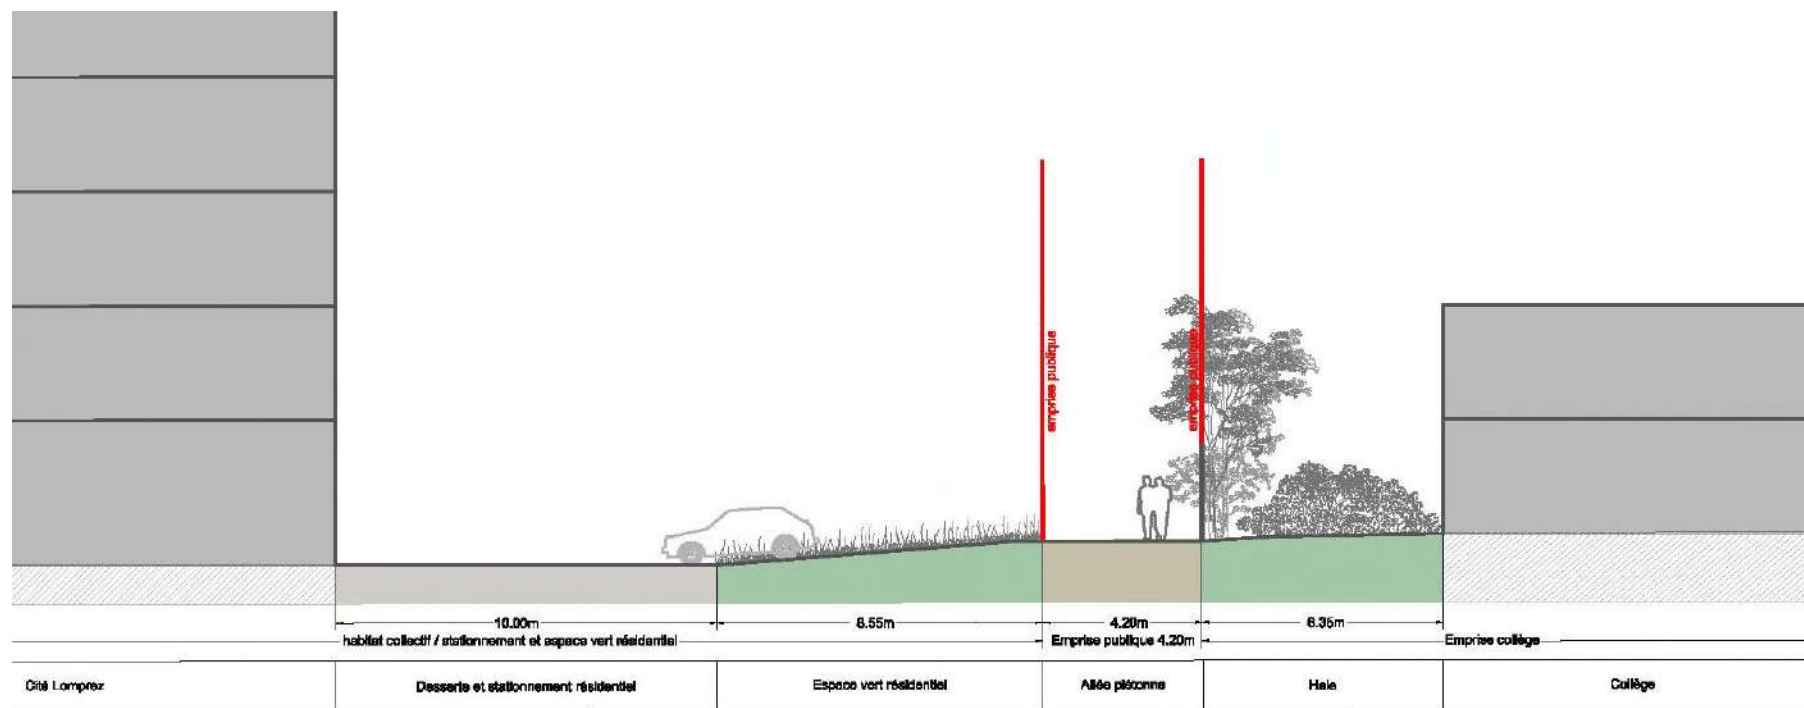 emprise publique
emprise publique
10.00m
8.55m
4.20m
6.35m
habitat collectif / stationnement et espace vert résidentiel
Emprise publique 4.20m
Emprise collège
Cité Lomprez
Desserte et stationnement résidentiel
Espace vert résidentiel
Allée piétonne
Haie
Collège